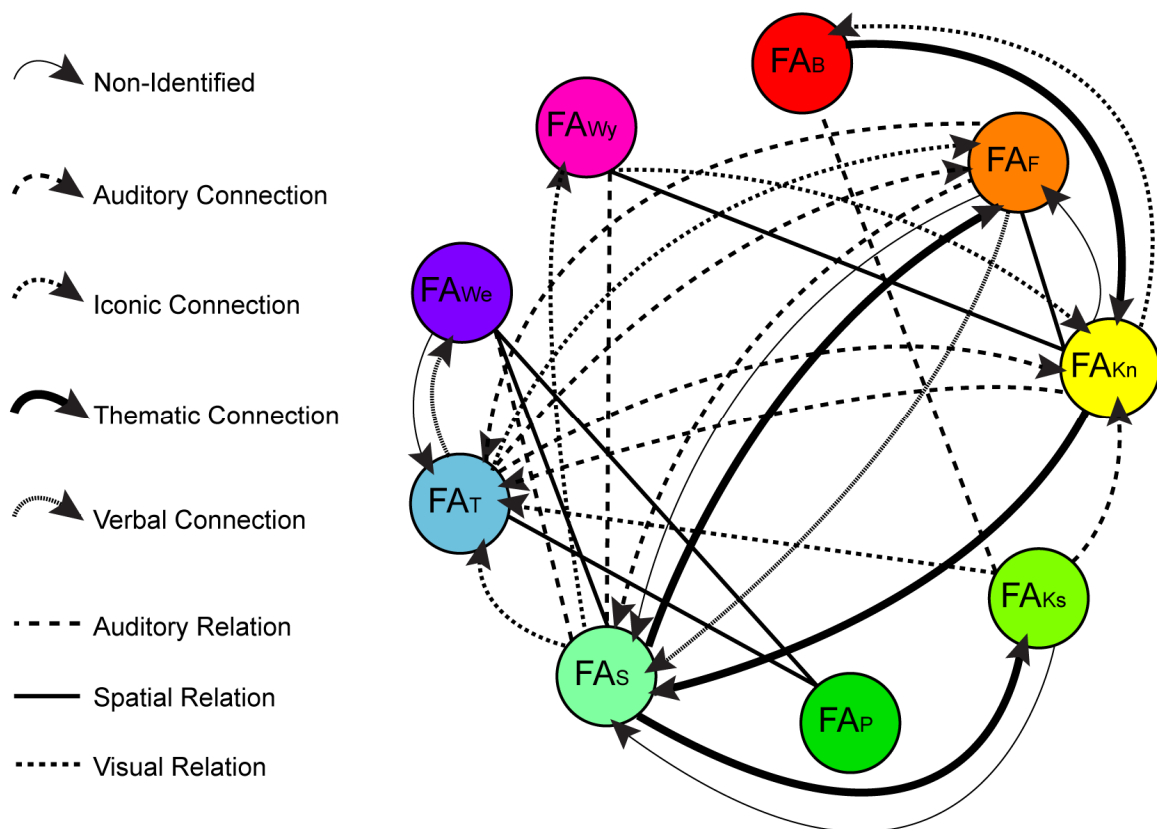 Non-Identified
Auditory Connection
Iconic Connection
Thematic Connection
Verbal Connection
Auditory Relation
Spatial Relation
Visual Relation
FAB
FAWy
FAF
FAWe
FAKn
FAT
FAKs
FAS
FAP